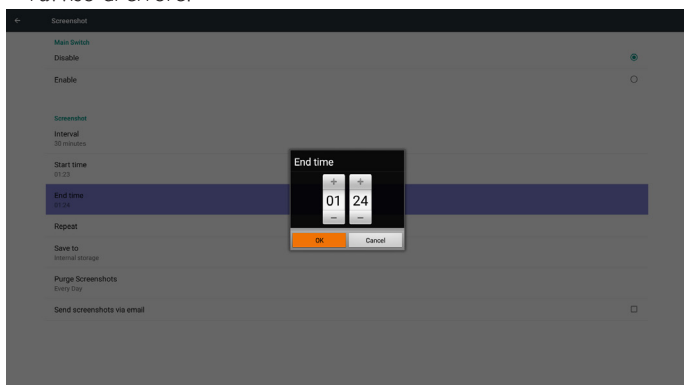 Screenshot
Main Switch
Disable
Enable
Screenshot
Interval
30 minutes
Start time
01:23
End time
01:24
Repeat
Save to
Internal storage
Purge Screenshots
Every Day
Send screenshots via email
End time
+ +
01 24
− −
OK Cancel